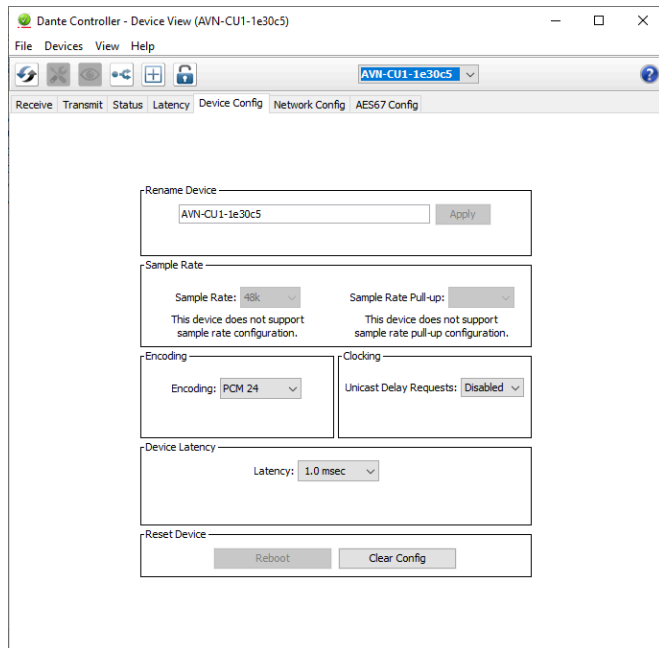 Dante Controller - Device View (AVN-CU1-1e30c5)
File Devices View Help
AVN-CU1-1e30c5
?
Receive Transmit Status Latency Device Config Network Config AES67 Config
Rename Device
AVN-CU1-1e30c5 Apply
Sample Rate
Sample Rate: 48k Sample Rate Pull-up:
This device does not support This device does not support
sample rate configuration. sample rate pull-up configuration.
Encoding Clocking
Encoding: PCM 24 Unicast Delay Requests: Disabled
Device Latency
Latency: 1.0 msec
Reset Device
Reboot Clear Config